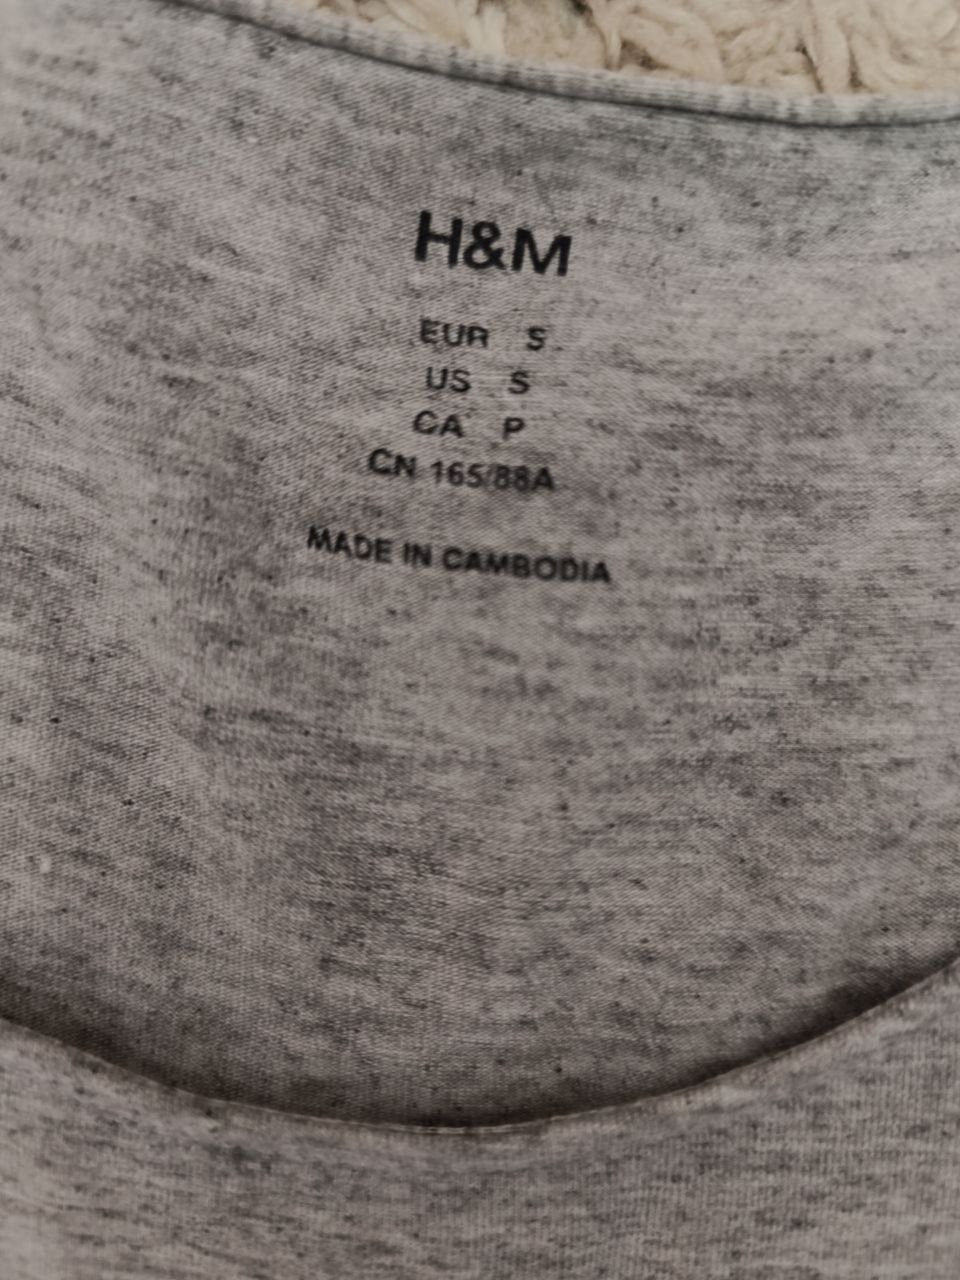 H&M
EUR S
US S
CA P
CN 165/88A
MADE IN CAMBODIA